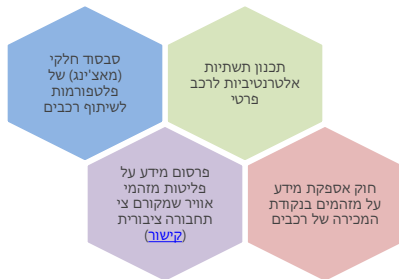 סבסוד חלקי
(מאצ'ינג) של
פלטפורמות
לשיתוף רכבים
תכנון תשתיות
אלטרנטיביות לרכב
פרטי
פרסום מידע על
פליטות מזהמי
אוויר שמקורם צי
תחבורה ציבורית
(קישור)
חוק אספקת מידע
על מזהמים בנקודת
המכירה של רכבים